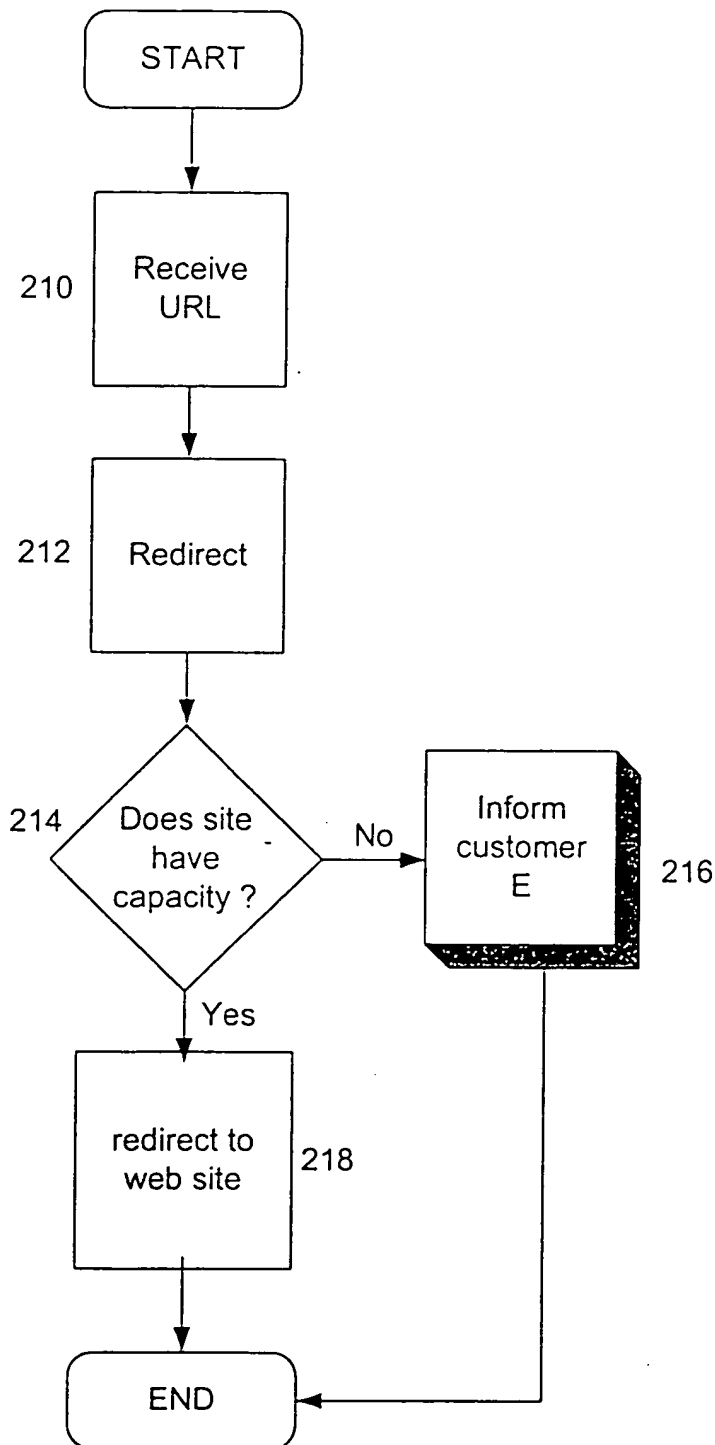 START
210
Receive
URL
212
Redirect
214
Does site
have
capacity ?
No
Inform
customer
E
216
Yes
redirect to
web site
218
END